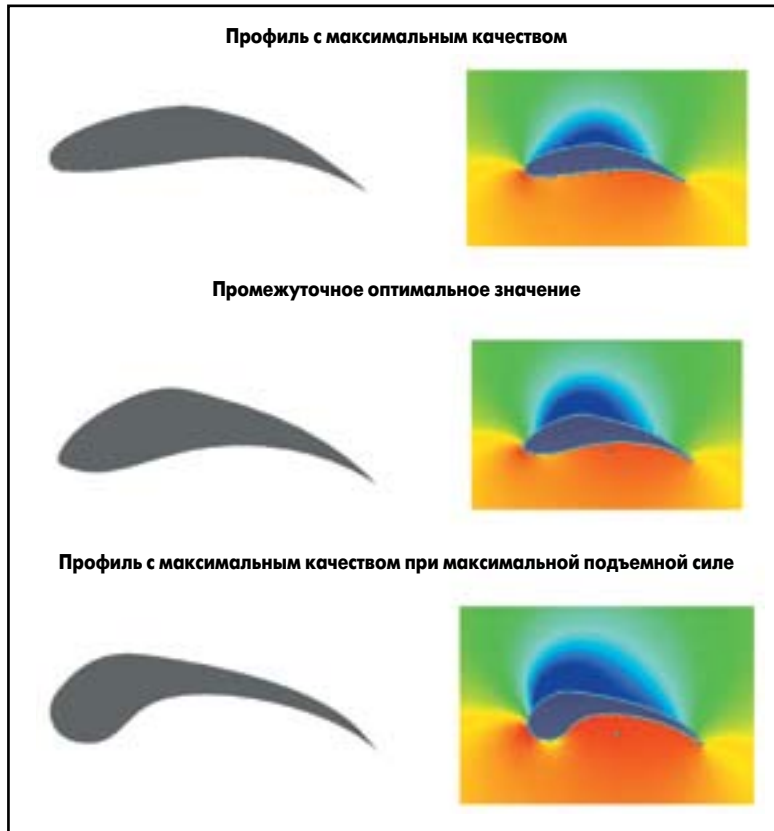 Профиль с максимальным качеством
Промежуточное оптимальное значение
Профиль с максимальным качеством при максимальной подъемной силе